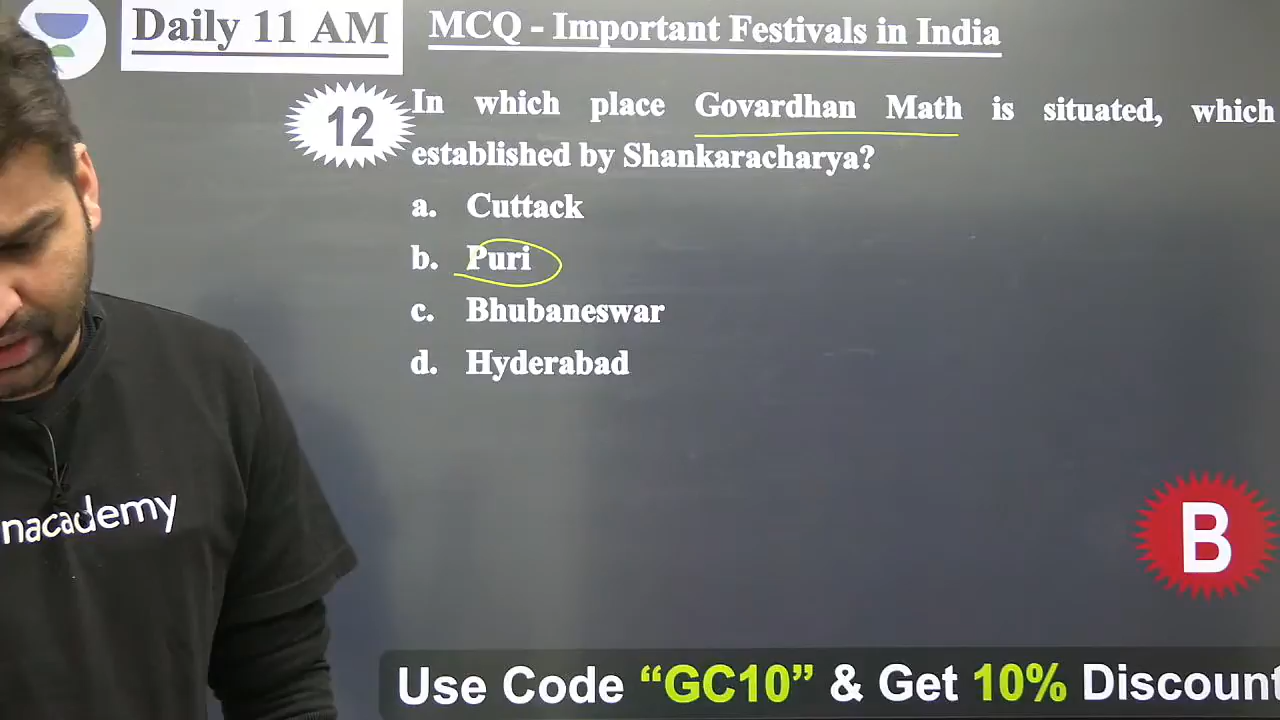 Daily 11 AM
MCQ - Important Festivals in India
12
In which place Govardhan Math is situated, which
established by Shankaracharya?
a. Cuttack
b. Puri
c. Bhubaneswar
d. Hyderabad
nacademy
B
Use Code “GC10” & Get 10% Discount